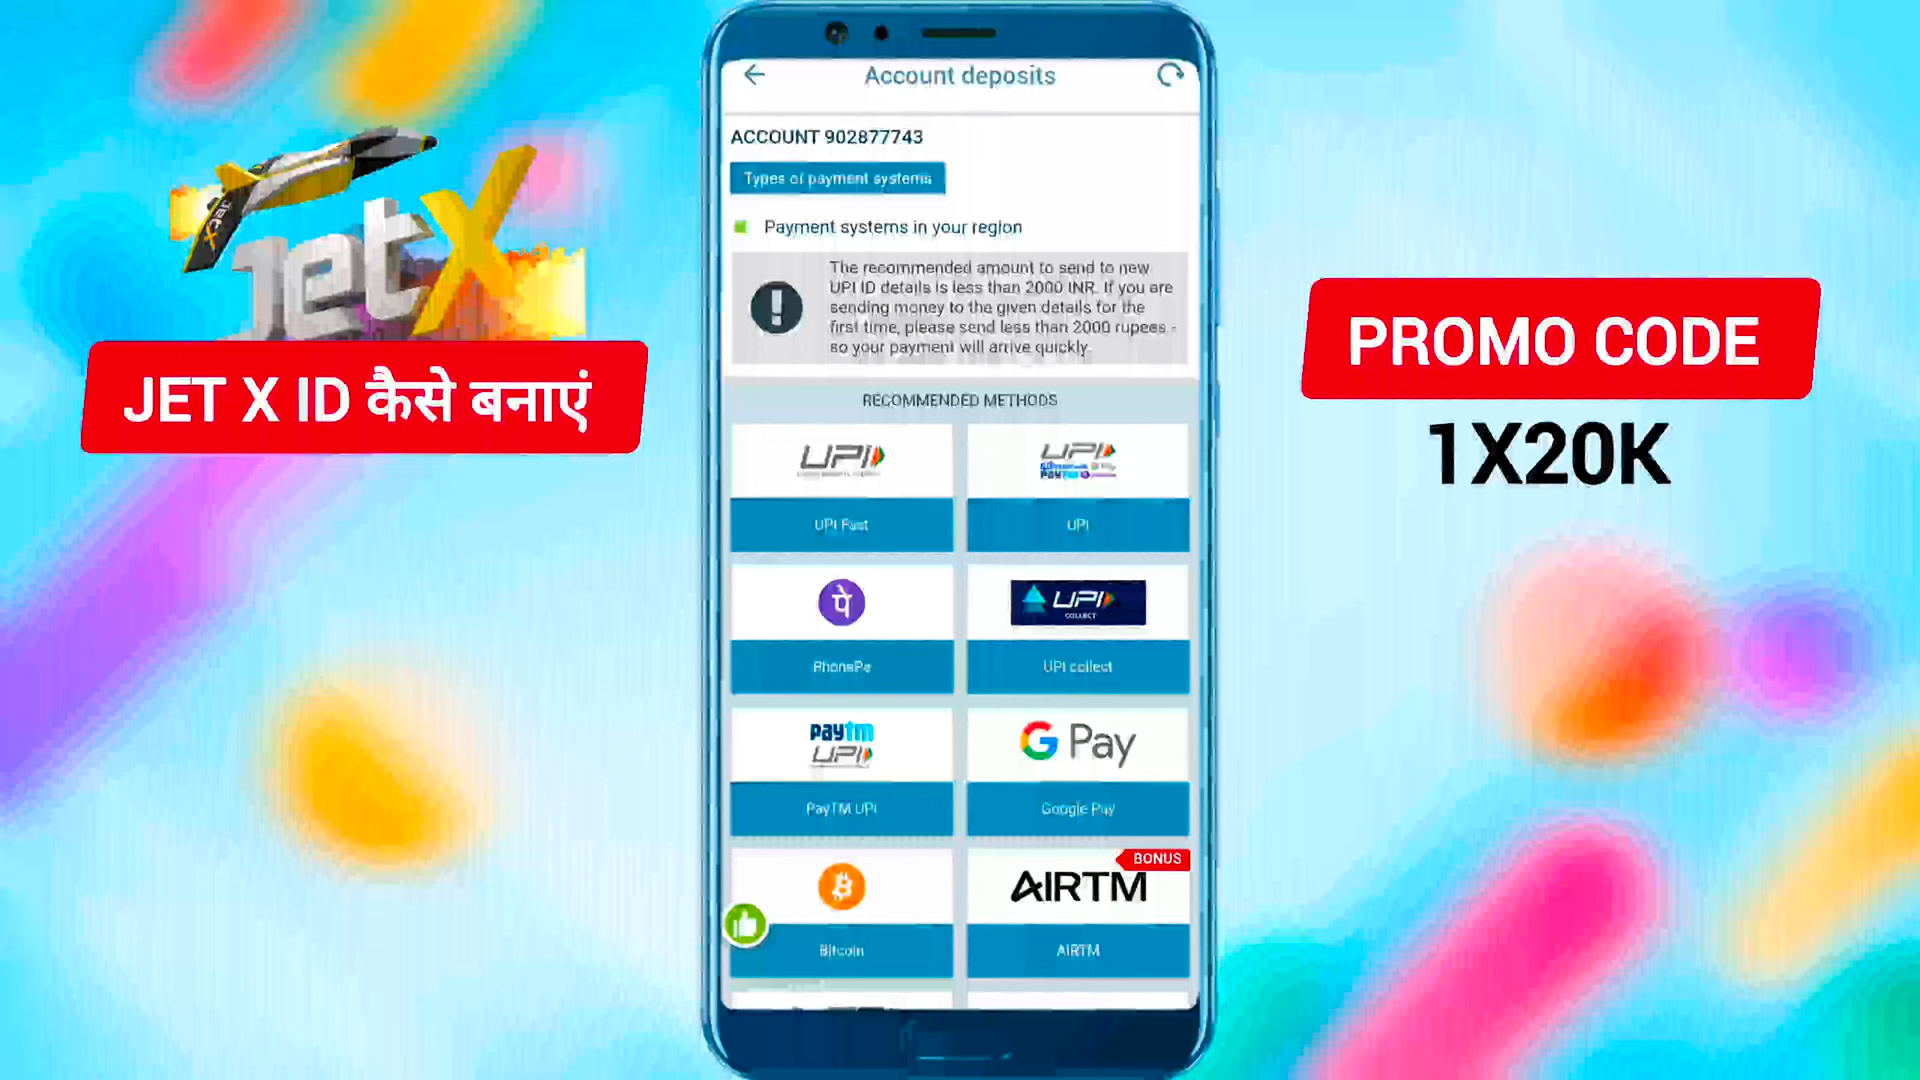 JetX
JetX
JET X ID कैसे बनाएं
Account deposits
ACCOUNT 902877743
Types of payment systems
Payment systems in your region
The recommended amount to send to new
UPI ID details is less than 2000 INR. If you are
sending money to the given details for the
first time, please send less than 2000 rupees -
so your payment will arrive quickly.
RECOMMENDED METHODS
UPI
UPI
Paytm
UPI Fast
UPI
पे
UPI
COLLECT
PhonePe
UPI collect
Paytm
UPI
G Pay
PayTM UPI
Google Pay
BONUS
AIRTM
Bitcoin
AIRTM
PROMO CODE
1X20K